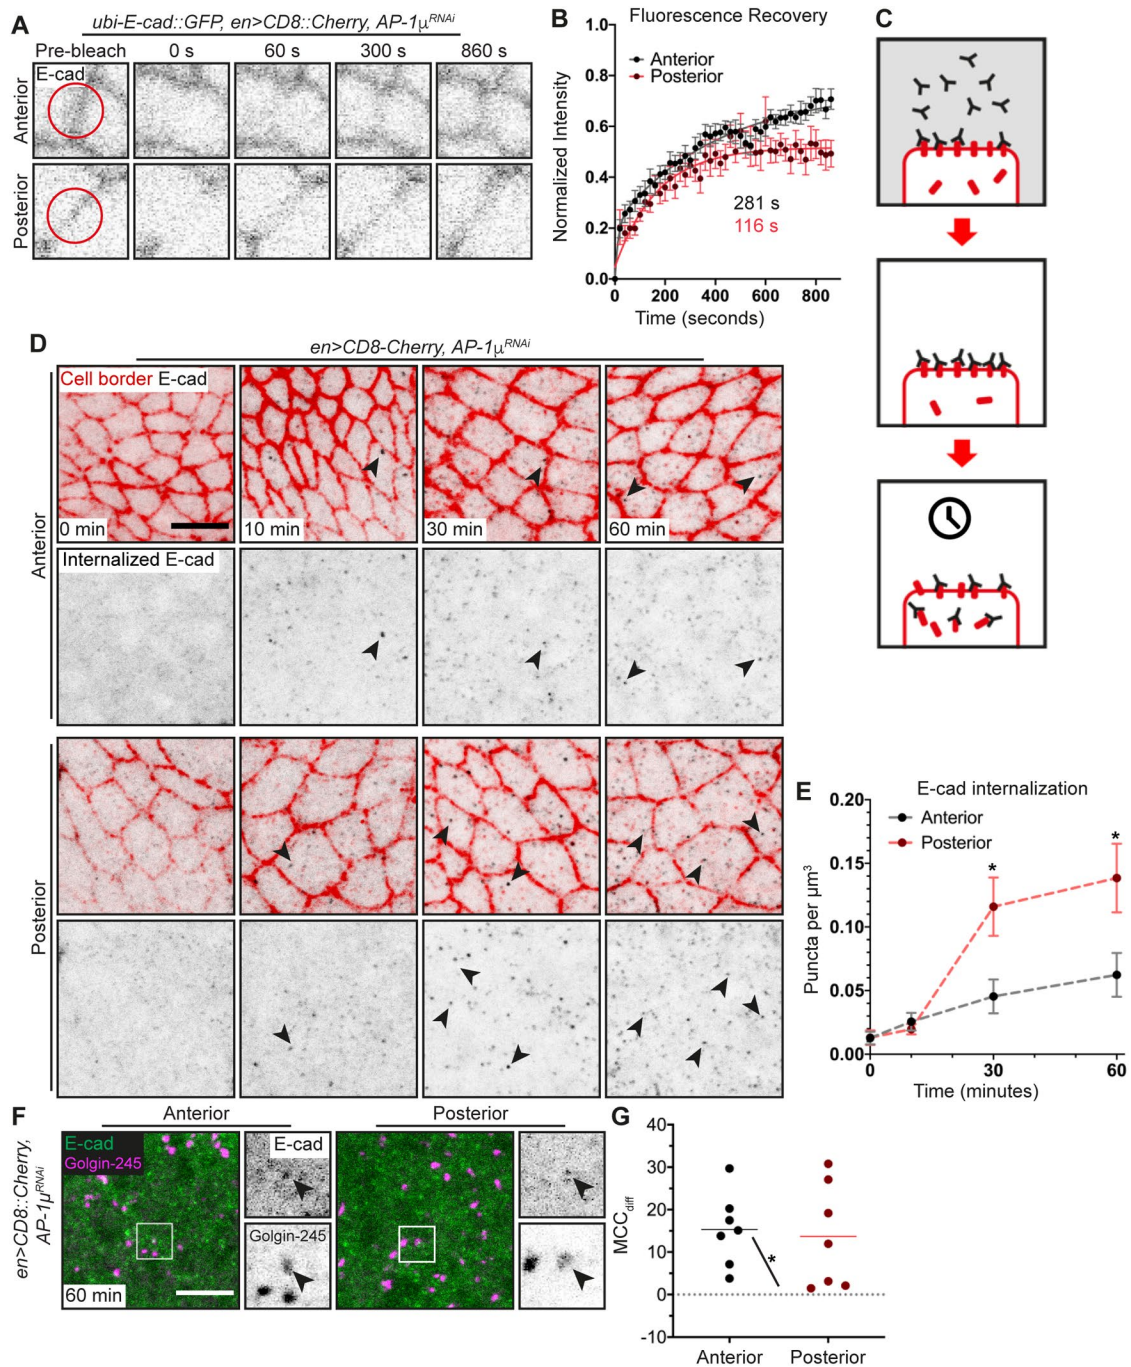 A
ubi-E-cad::GFP, en>CD8::Cherry, AP-1μRNAi
Pre-bleach 0 s 60 s 300 s 860 s
E-cad
Anterior
Posterior
B
Fluorescence Recovery
Anterior
Posterior
1.0
0.8
0.6
0.4
0.2
0.0
Normalized Intensity
281 s
116 s
0 200 400 600 800
Time (seconds)
C
D
en>CD8-Cherry, AP-1μRNAi
Cell border E-cad
0 min 10 min 30 min 60 min
Anterior
Internalized E-cad
Posterior
E
E-cad internalization
Anterior
Posterior
0.20
0.15
0.10
0.05
0.00
Puncta per μm3
*
*
0 30 60
Time (minutes)
F
Anterior Posterior
en>CD8::Cherry,
AP-1μRNAi
E-cad
Golgin-245
60 min
E-cad
Golgin-245
G
40
30
20
10
0
-10
MCCdiff
*
Anterior Posterior